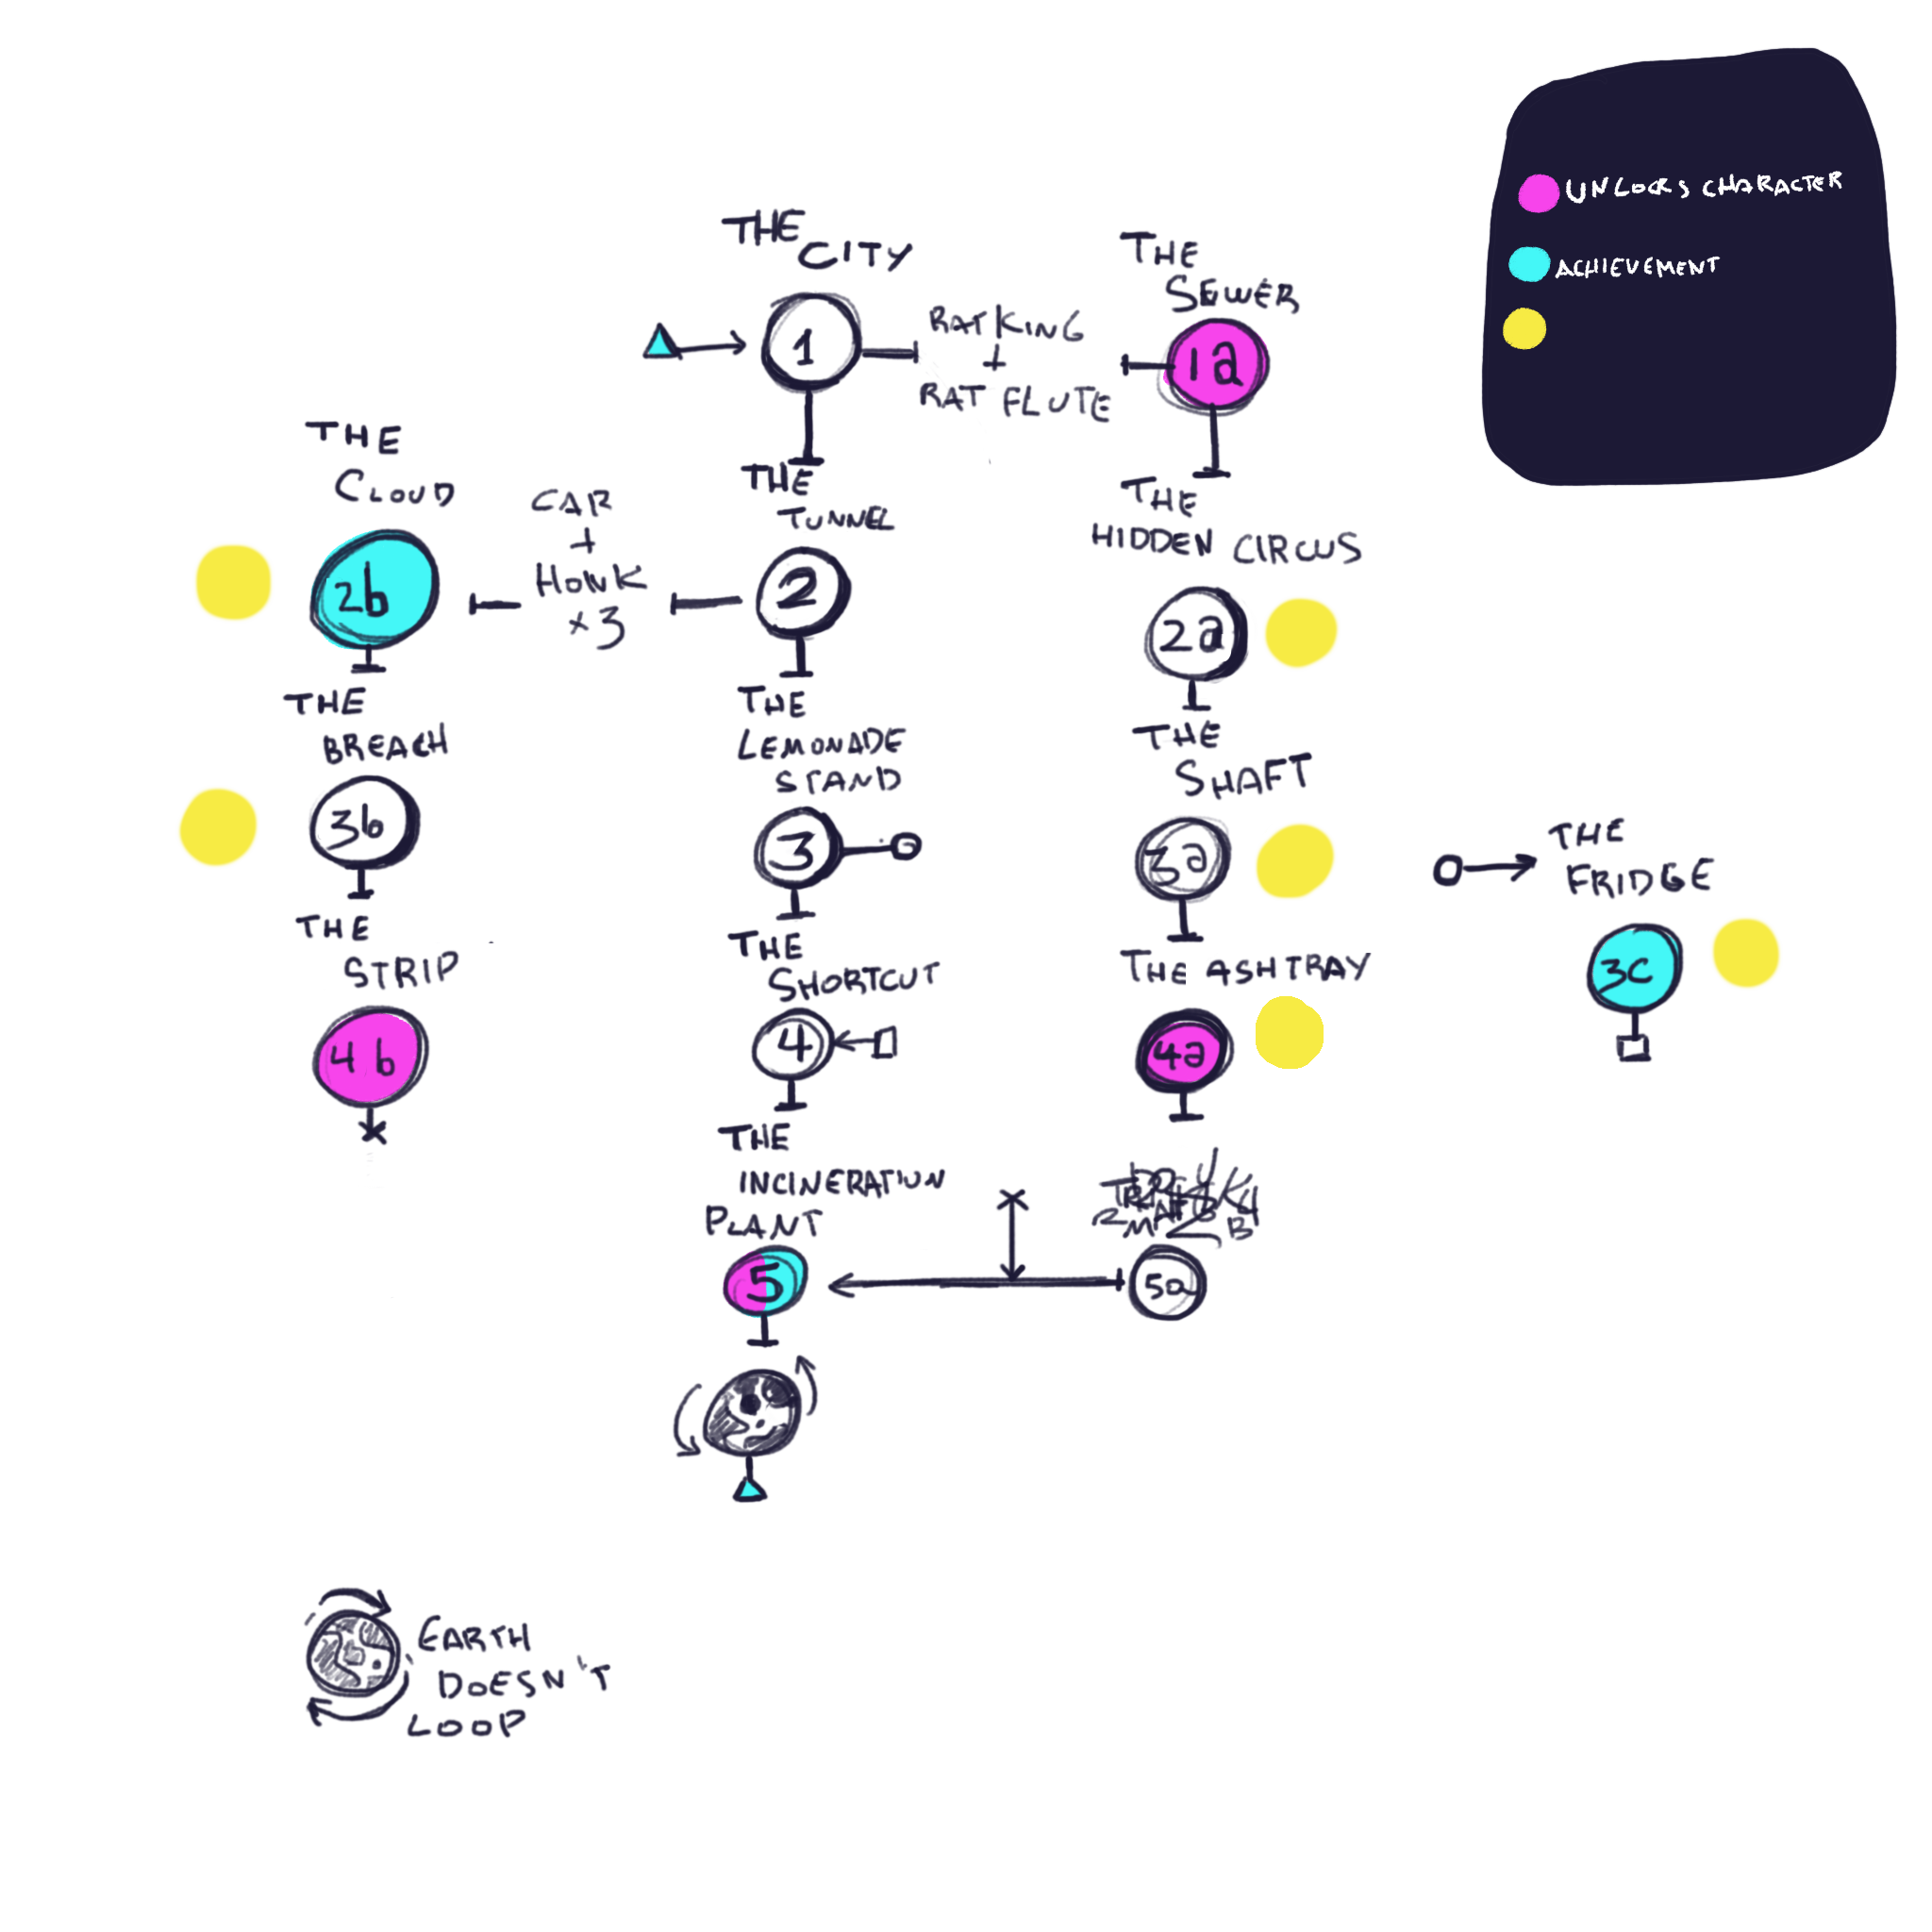 UNLOCKS CHARACTER
ACHIEVEMENT
THE
CITY
1
RAT KING
+
RAT FLUTE
THE
SEWER
1a
THE
CLOUD
2b
CAR
+
HONK
x3
THE
TUNNEL
2
THE
HIDDEN CIRCUS
2a
THE
BREACH
3b
THE
LEMONADE
STAND
3
THE
SHAFT
3a
THE
FRIDGE
3C
THE
STRIP
4b
THE
SHORTCUT
4
THE ASHTRAY
4a
THE
INCINERATION
PLANT
5
5a
EARTH
DOESN'T
LOOP